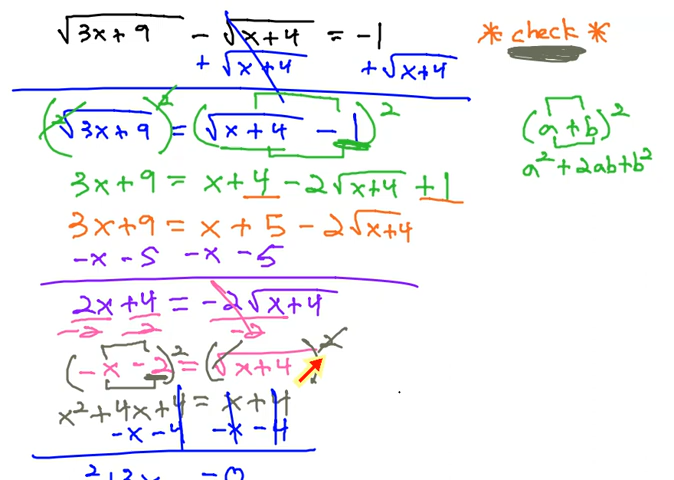 √3x+9 - √x+4 = -1 * check *
+ √x+4 + √x+4
(²√3x+9)² = (√x+4 - 1)² (a+b)²
3x+9 = x+4 - 2√x+4 + 1 a² + 2ab + b²
3x+9 = x + 5 - 2√x+4
-x - 5 -x - 5
2x + 4 = -2√x+4
-2 -2 -2
(-x - 2)² = (√x+4)²
x² + 4x + 4 = x + 4
-x - 4 -x - 4